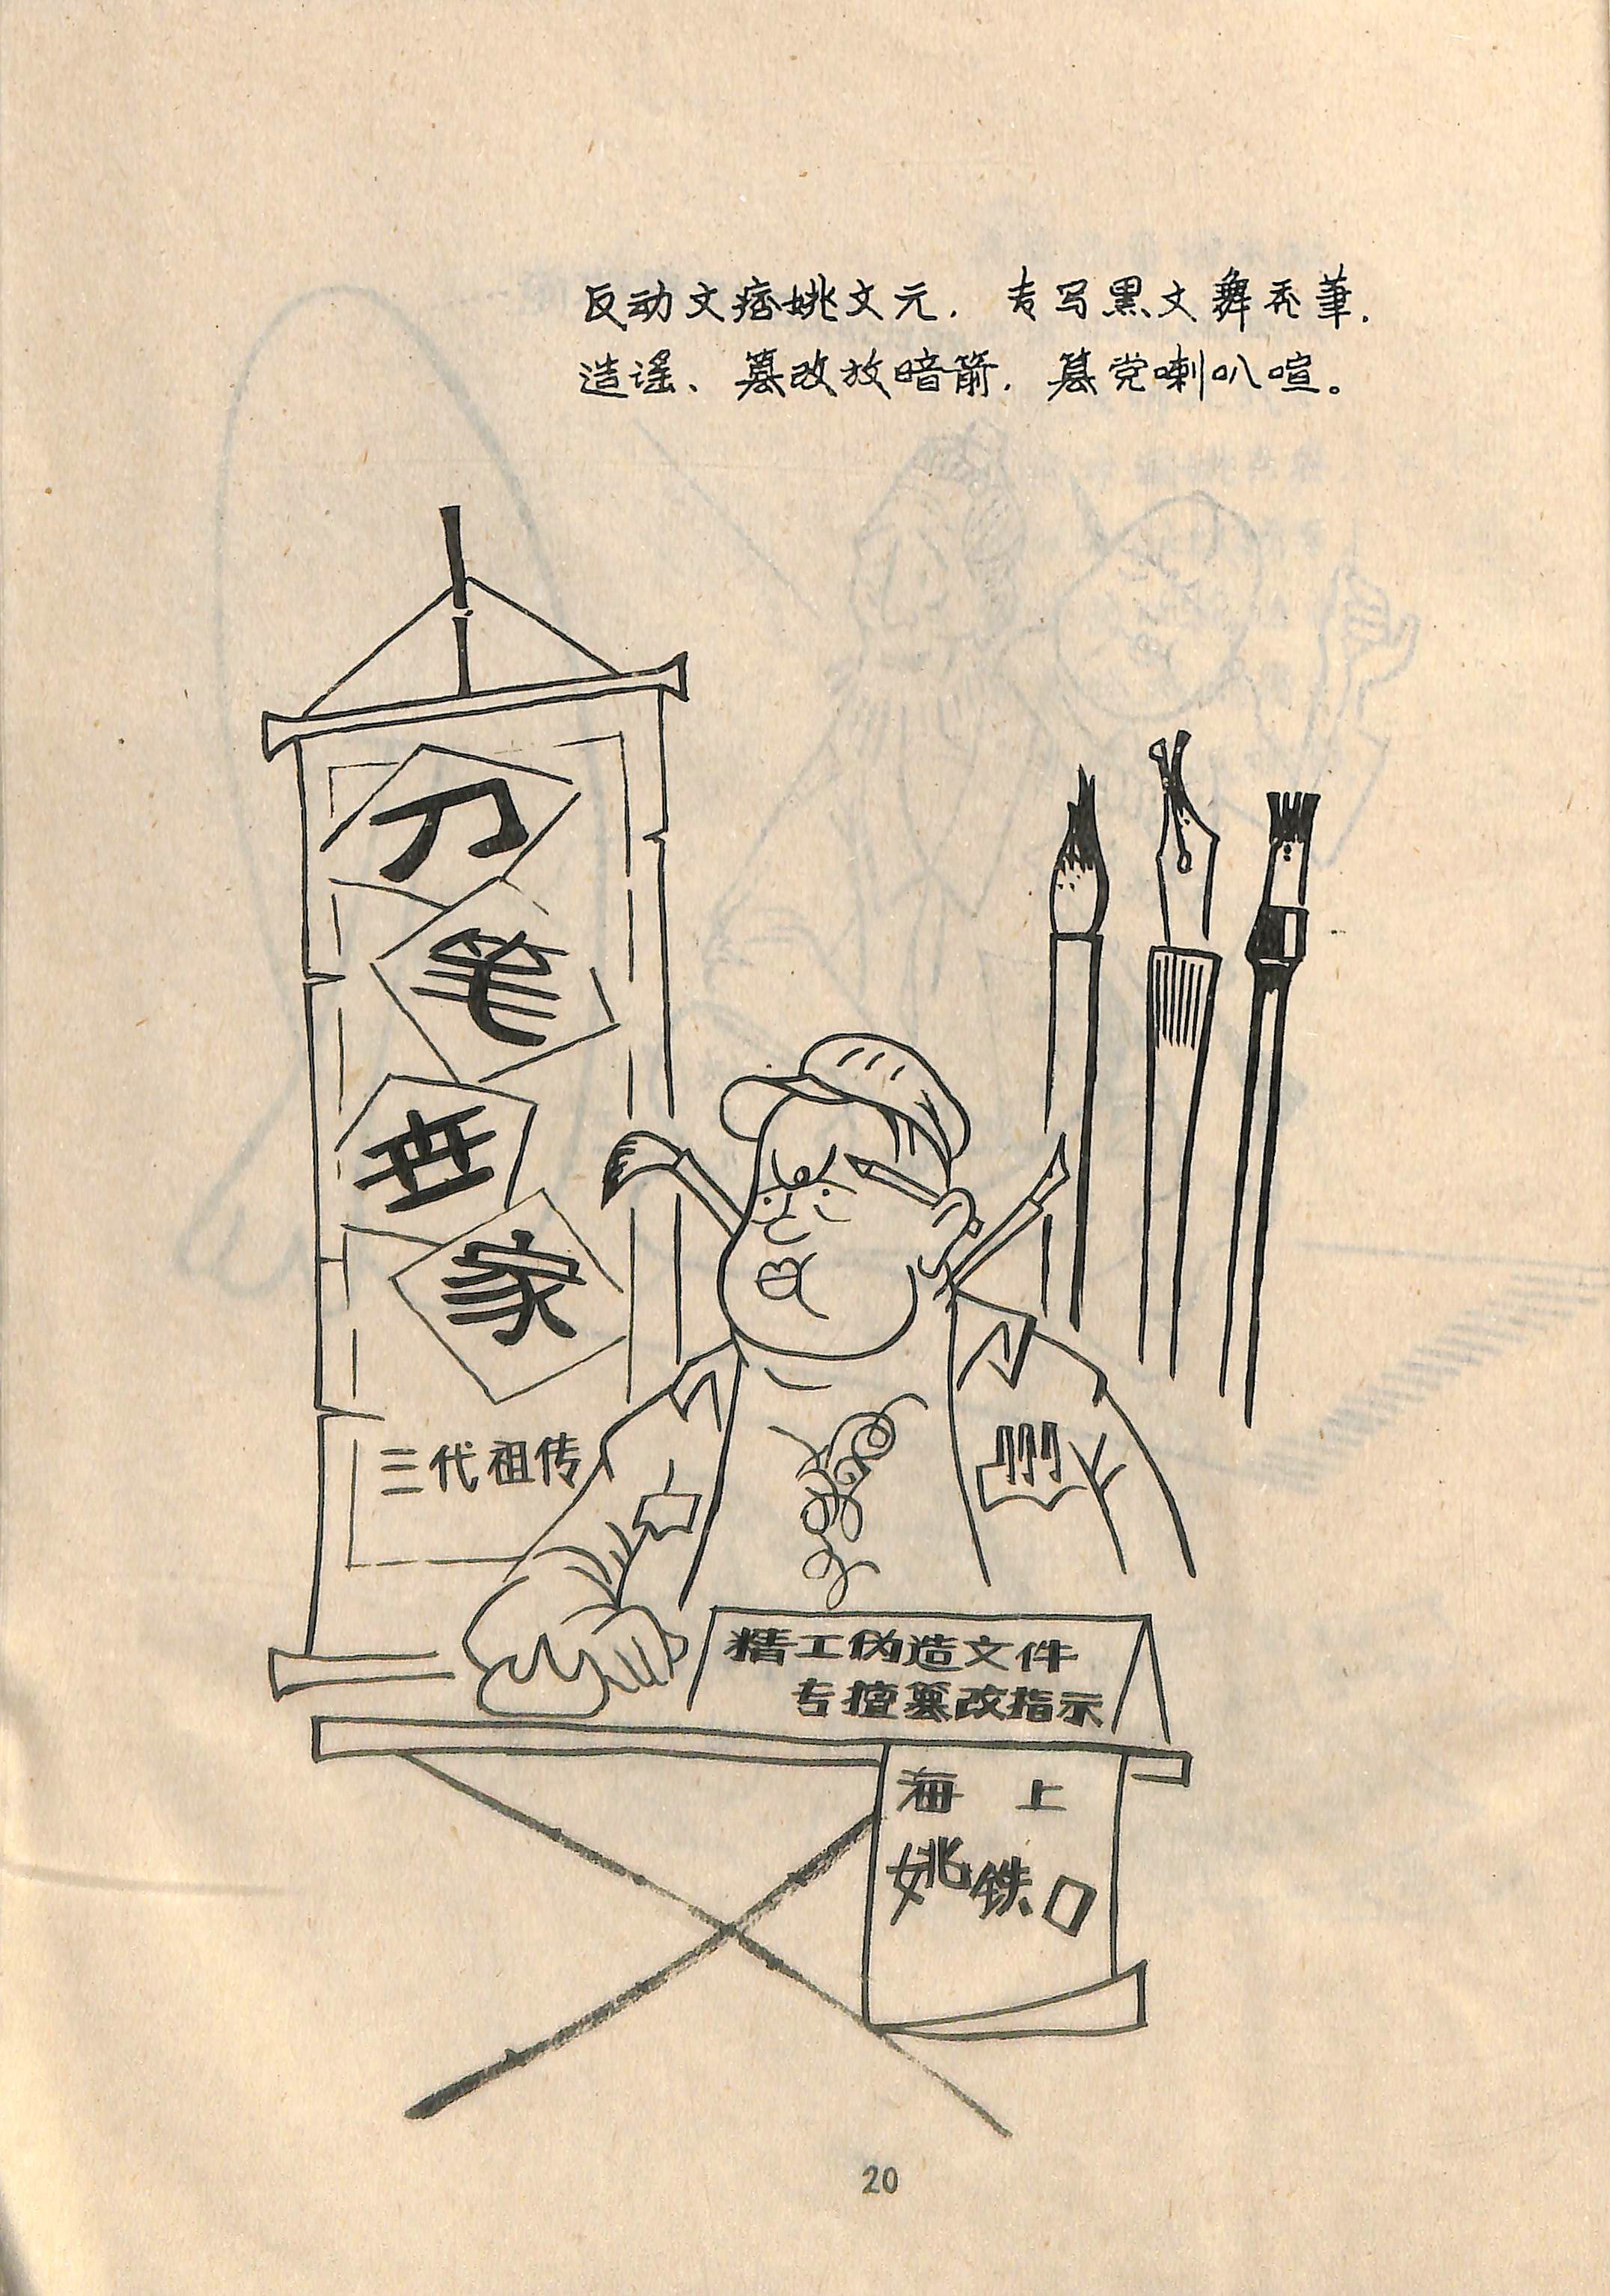 反动文痞姚文元，专写黑文舞秃筆，
造谣、篡改放暗箭，篡党喇叭喧。
刀
笔
世
家
三代祖传
精工伪造文件
专擅篡改指示
海 上
姚铁口
20